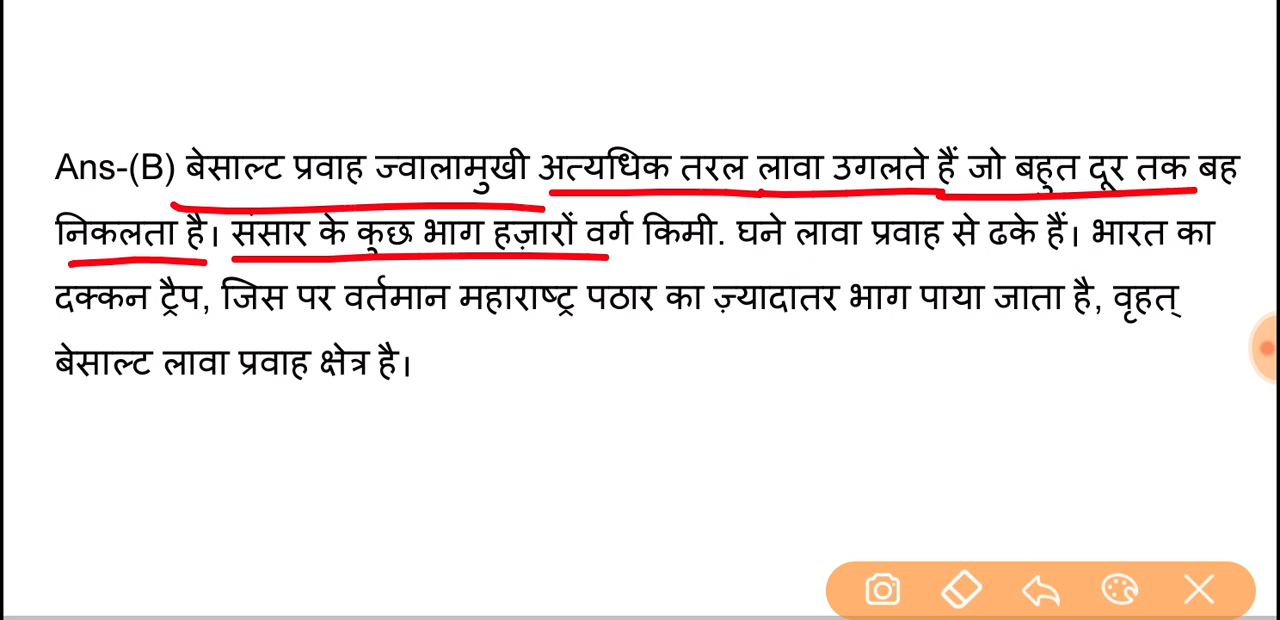 Ans-(B) बेसाल्ट प्रवाह ज्वालामुखी अत्यधिक तरल लावा उगलते हैं जो बहुत दूर तक बह
निकलता है। संसार के कुछ भाग हज़ारों वर्ग किमी. घने लावा प्रवाह से ढके हैं। भारत का
दक्कन ट्रैप, जिस पर वर्तमान महाराष्ट्र पठार का ज़्यादातर भाग पाया जाता है, वृहत्
बेसाल्ट लावा प्रवाह क्षेत्र है।